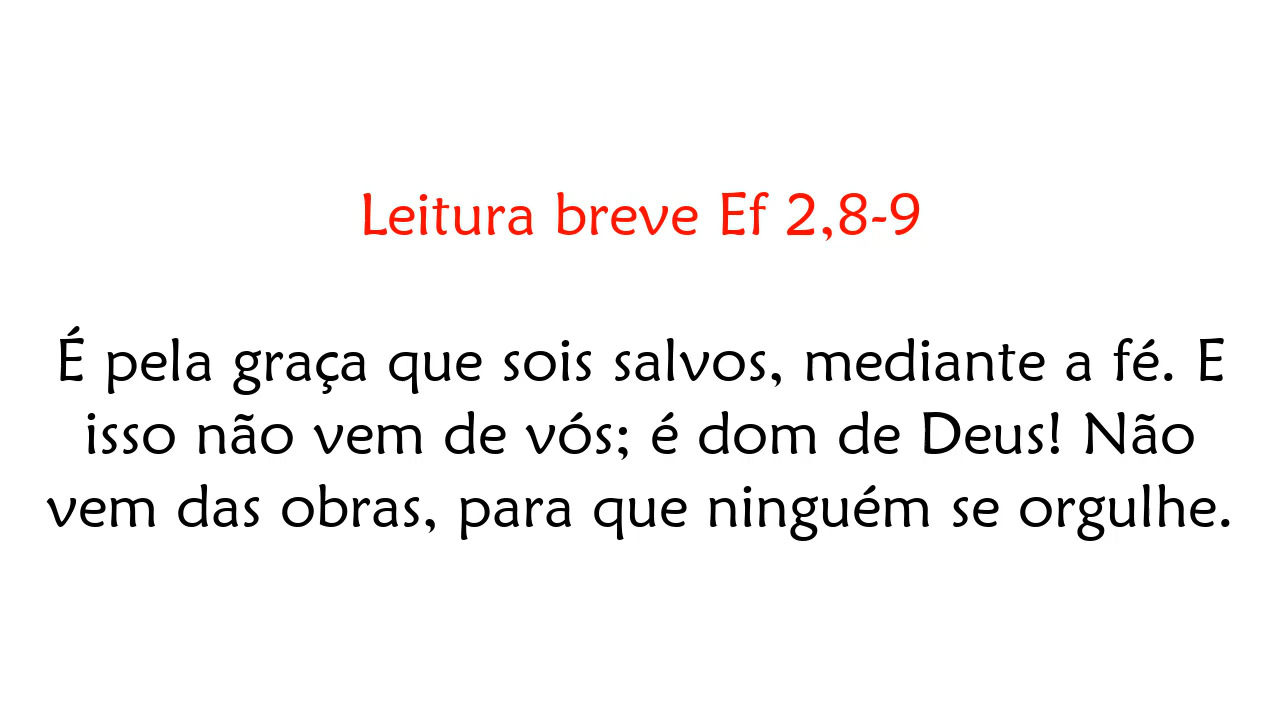 Leitura breve Ef 2,8-9
É pela graça que sois salvos, mediante a fé. E
isso não vem de vós; é dom de Deus! Não
vem das obras, para que ninguém se orgulhe.